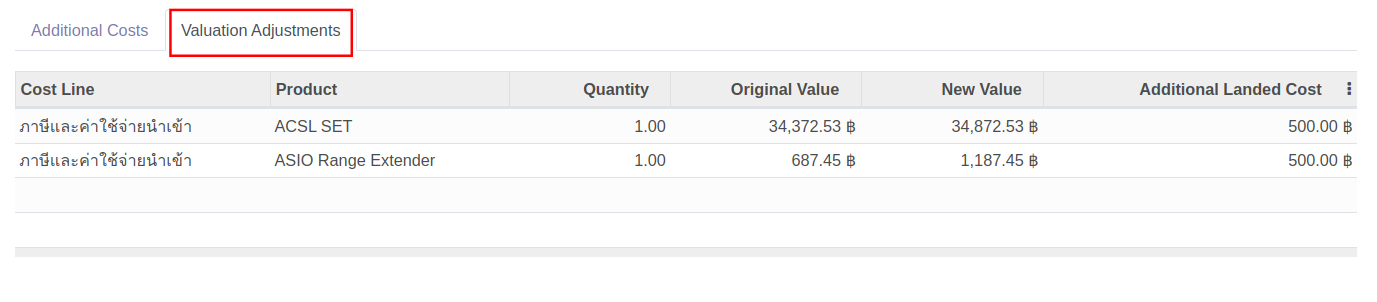 Additional Costs Valuation Adjustments
Cost Line Product Quantity Original Value New Value Additional Landed Cost
ภาษีและค่าใช้จ่ายนำเข้า ACSL SET 1.00 34,372.53 ฿ 34,872.53 ฿ 500.00 ฿
ภาษีและค่าใช้จ่ายนำเข้า ASIO Range Extender 1.00 687.45 ฿ 1,187.45 ฿ 500.00 ฿